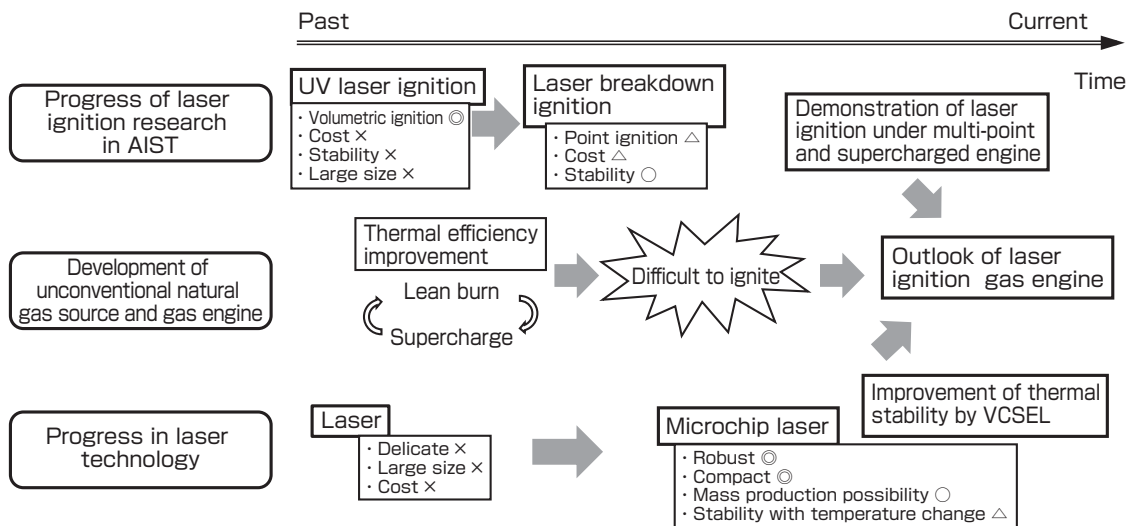 Past
Current
Time
Progress of laser
ignition research
in AIST
UV laser ignition
・Volumetric ignition ◎
・Cost ×
・Stability ×
・Large size ×
Laser breakdown
ignition
・Point ignition △
・Cost △
・Stability ○
Demonstration of laser
ignition under multi-point
and supercharged engine
Development of
unconventional natural
gas source and gas engine
Thermal efficiency
improvement
Lean burn
Supercharge
Difficult to ignite
Outlook of laser
ignition gas engine
Improvement of thermal
stability by VCSEL
Progress in laser
technology
Laser
・Delicate ×
・Large size ×
・Cost ×
Microchip laser
・Robust ◎
・Compact ◎
・Mass production possibility ○
・Stability with temperature change △